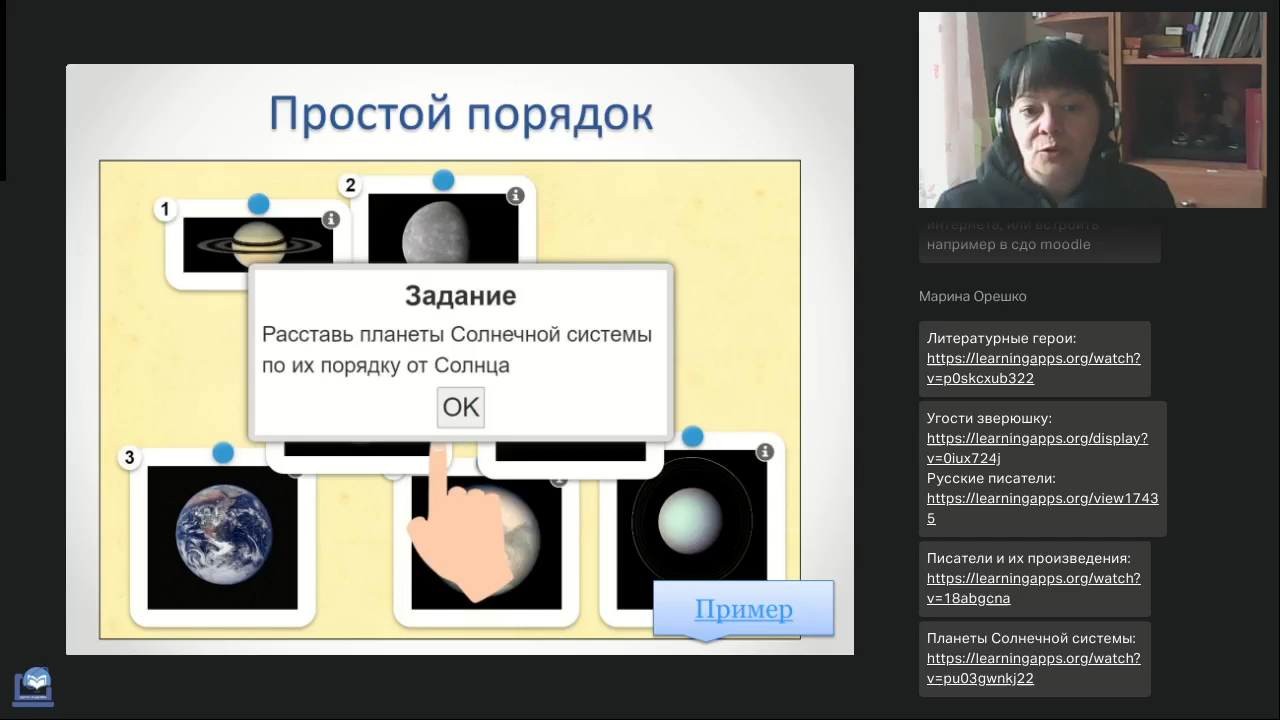 Простой порядок
1
2
Задание
Расставь планеты Солнечной системы
по их порядку от Солнца
OK
3
Пример
интернета, или встроить
например в сдо moodle
Марина Орешко
Литературные герои:
https://learningapps.org/watch?
v=p0skcxub322
Угости зверюшку:
https://learningapps.org/display?
v=0iux724j
Русские писатели:
https://learningapps.org/view1743
5
Писатели и их произведения:
https://learningapps.org/watch?
v=18abgcna
Планеты Солнечной системы:
https://learningapps.org/watch?
v=pu03gwnkj22